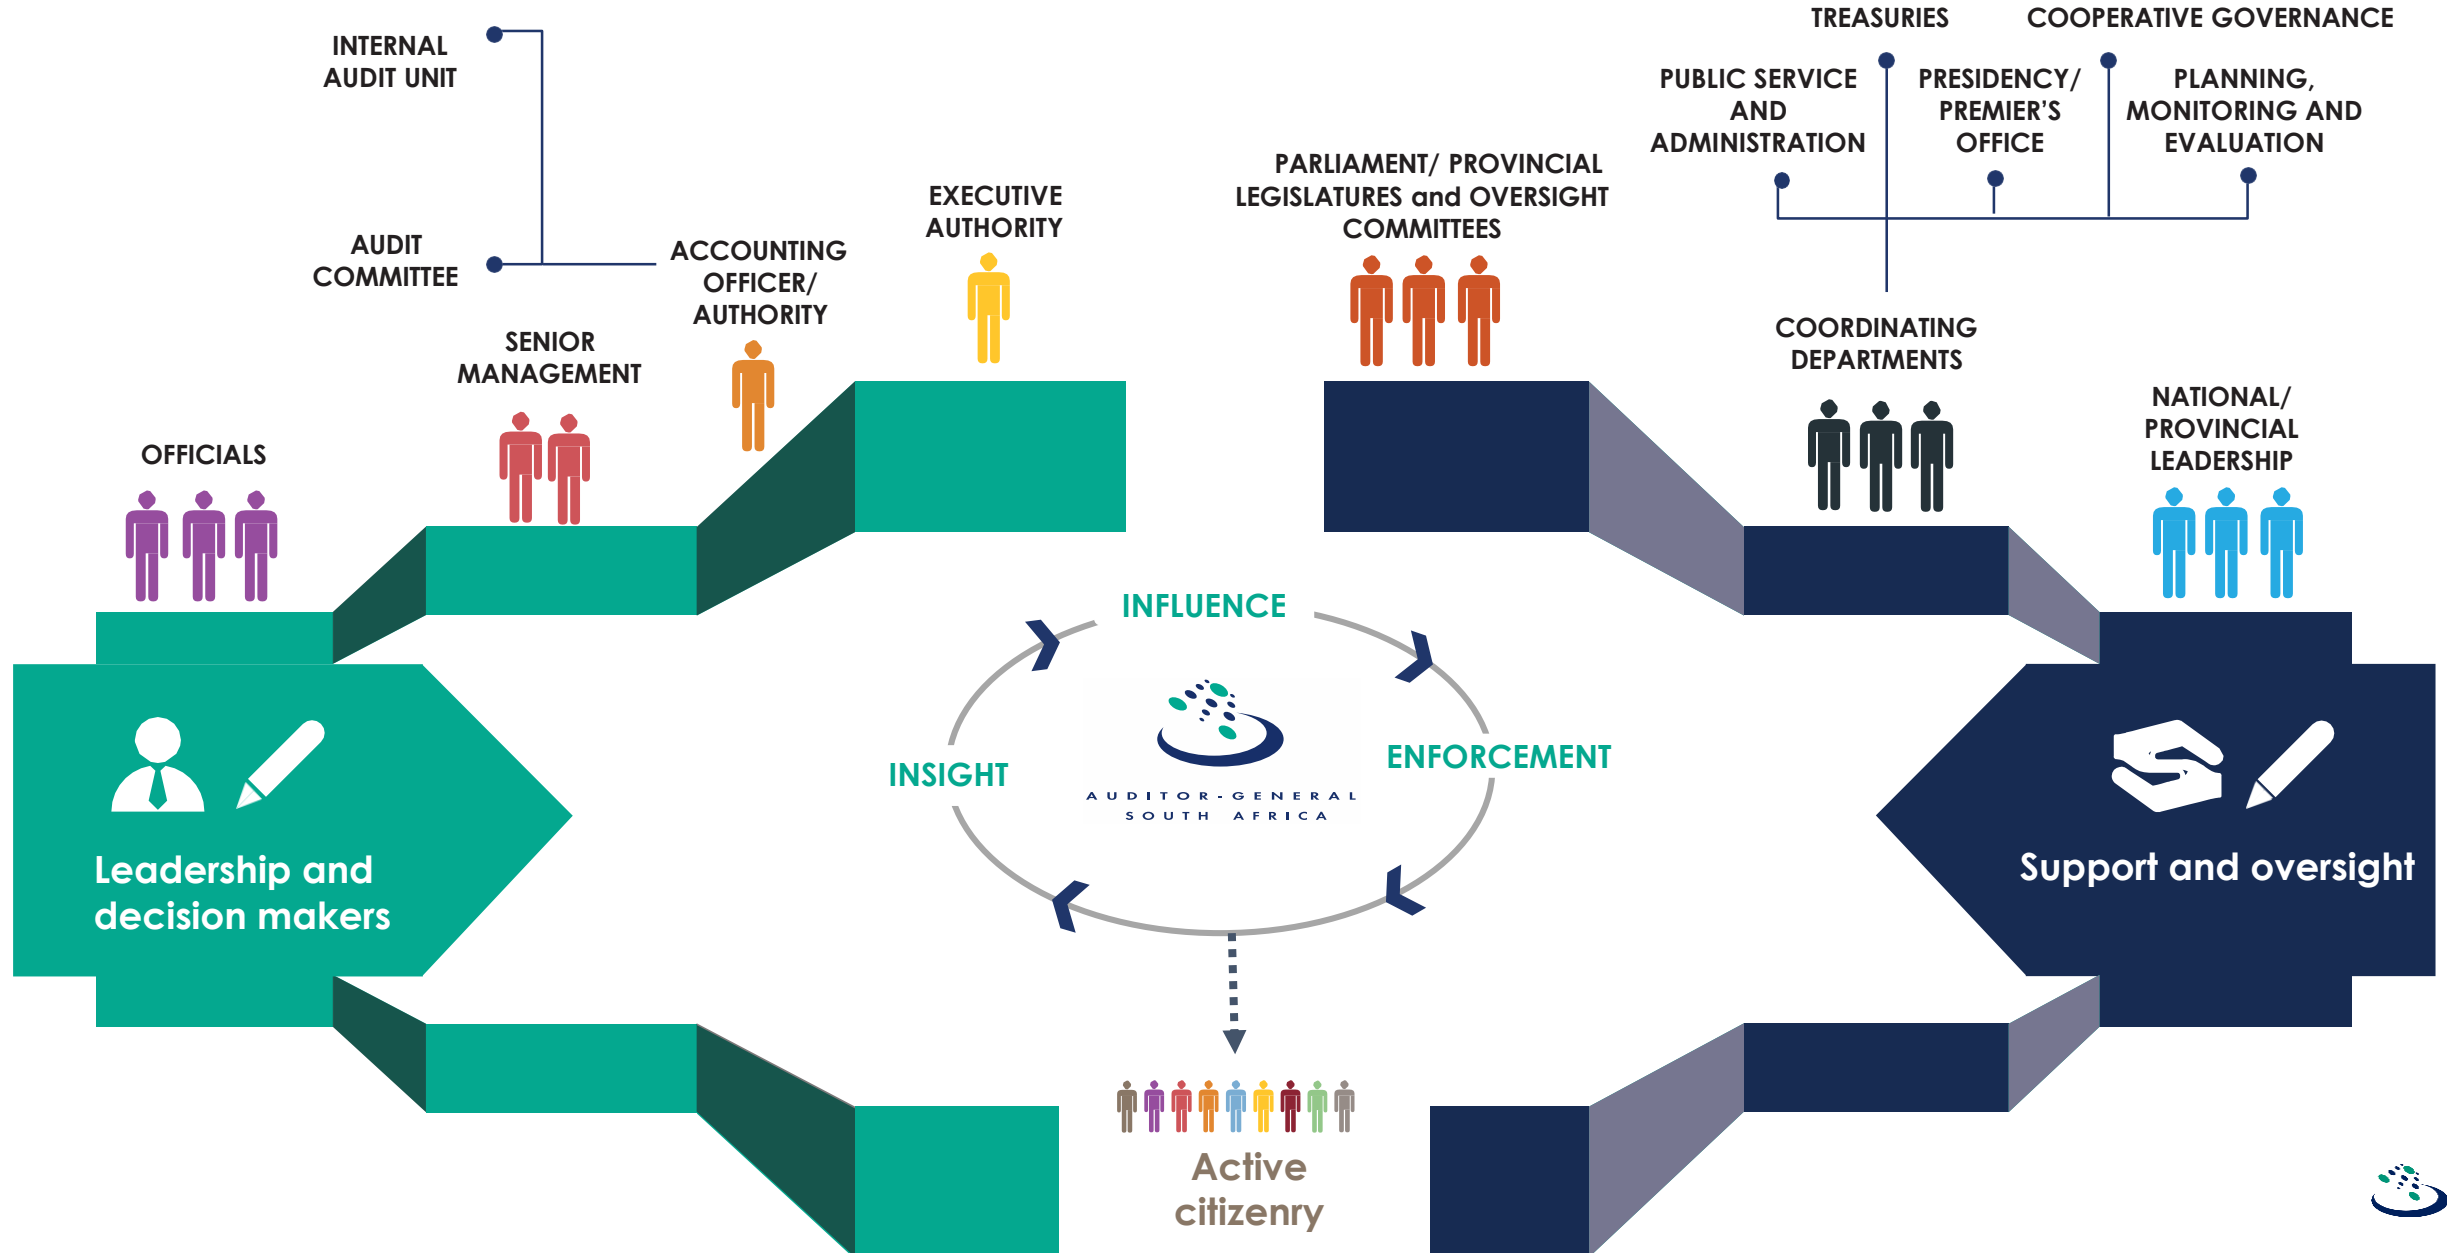 INTERNAL
AUDIT UNIT
AUDIT
COMMITTEE
OFFICIALS
SENIOR
MANAGEMENT
ACCOUNTING
OFFICER/
AUTHORITY
EXECUTIVE
AUTHORITY
PARLIAMENT/ PROVINCIAL
LEGISLATURES and OVERSIGHT
COMMITTEES
TREASURIES
COOPERATIVE GOVERNANCE
PUBLIC SERVICE
AND
ADMINISTRATION
PRESIDENCY/
PREMIER’S
OFFICE
PLANNING,
MONITORING AND
EVALUATION
COORDINATING
DEPARTMENTS
NATIONAL/
PROVINCIAL
LEADERSHIP
INFLUENCE
INSIGHT
ENFORCEMENT
AUDITOR-GENERAL
SOUTH AFRICA
Leadership and
decision makers
Support and oversight
Active
citizenry